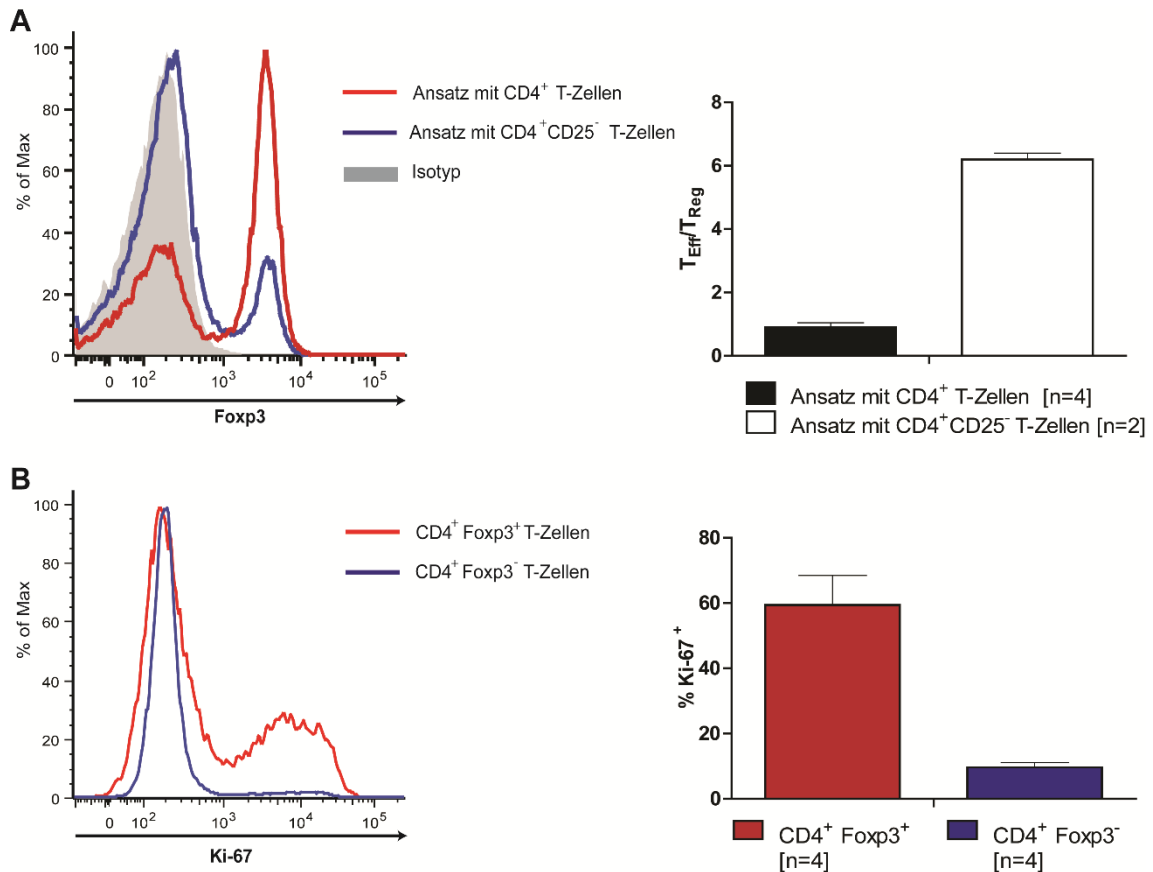 A
% of Max
100
80
60
40
20
0
0 10² 10³ 10⁴ 10⁵
Foxp3
Ansatz mit CD4⁺ T-Zellen
Ansatz mit CD4⁺CD25⁻ T-Zellen
Isotyp
T_Eff/T_Reg
8
6
4
2
0
Ansatz mit CD4⁺ T-Zellen [n=4]
Ansatz mit CD4⁺CD25⁻ T-Zellen [n=2]
B
% of Max
100
80
60
40
20
0
0 10² 10³ 10⁴ 10⁵
Ki-67
CD4⁺ Foxp3⁺ T-Zellen
CD4⁺ Foxp3⁻ T-Zellen
% Ki-67⁺
80
60
40
20
0
CD4⁺ Foxp3⁺
[n=4]
CD4⁺ Foxp3⁻
[n=4]